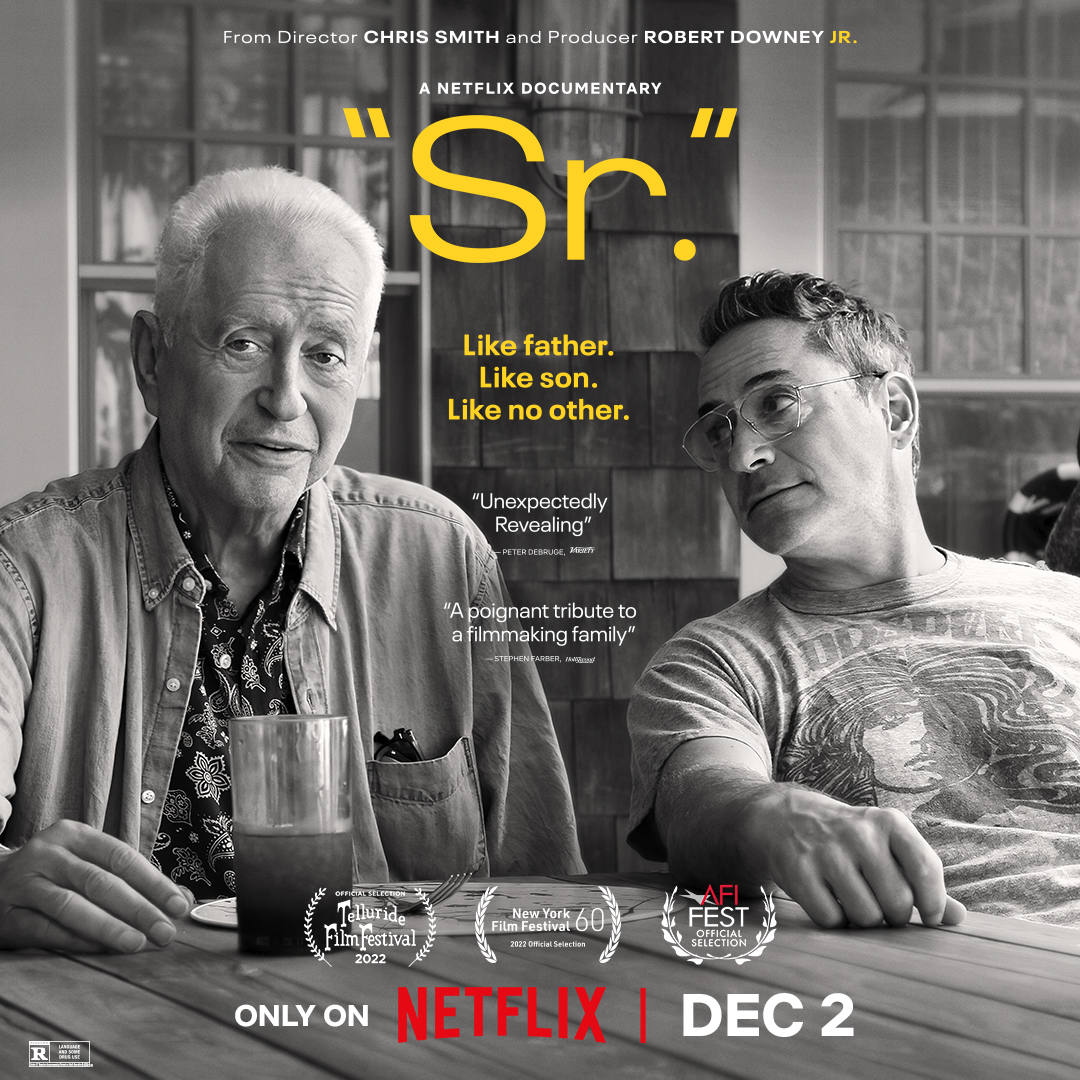 From Director CHRIS SMITH and Producer ROBERT DOWNEY JR.
A NETFLIX DOCUMENTARY
"Sr."
Like father.
Like son.
Like no other.
"Unexpectedly
Revealing"
— PETER DEBRUGE, VARIETY
"A poignant tribute to
a filmmaking family"
— STEPHEN FARBER, Hollywood
OFFICIAL SELECTION
Telluride
Film Festival
2022
New York
Film Festival 60
2022 Official Selection
AFI
FEST
OFFICIAL
SELECTION
ONLY ON NETFLIX | DEC 2
R
LANGUAGE
AND SOME
DRUG USE